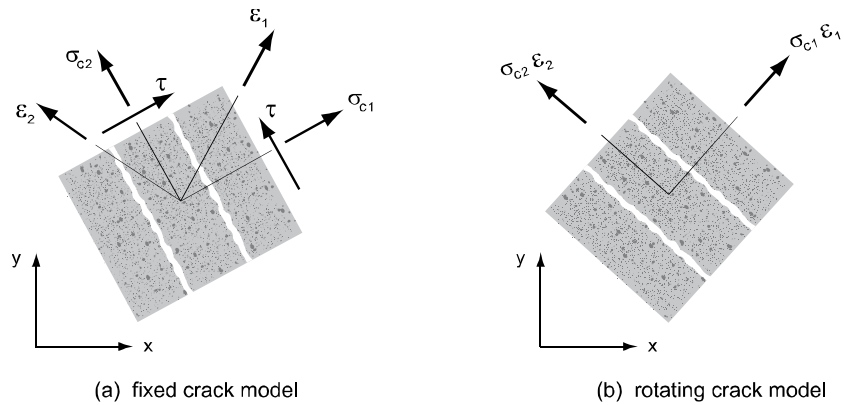 ε1
σc2
τ
ε2
τ
σc1
y
x
(a) fixed crack model
σc2 ε2
σc1 ε1
y
x
(b) rotating crack model